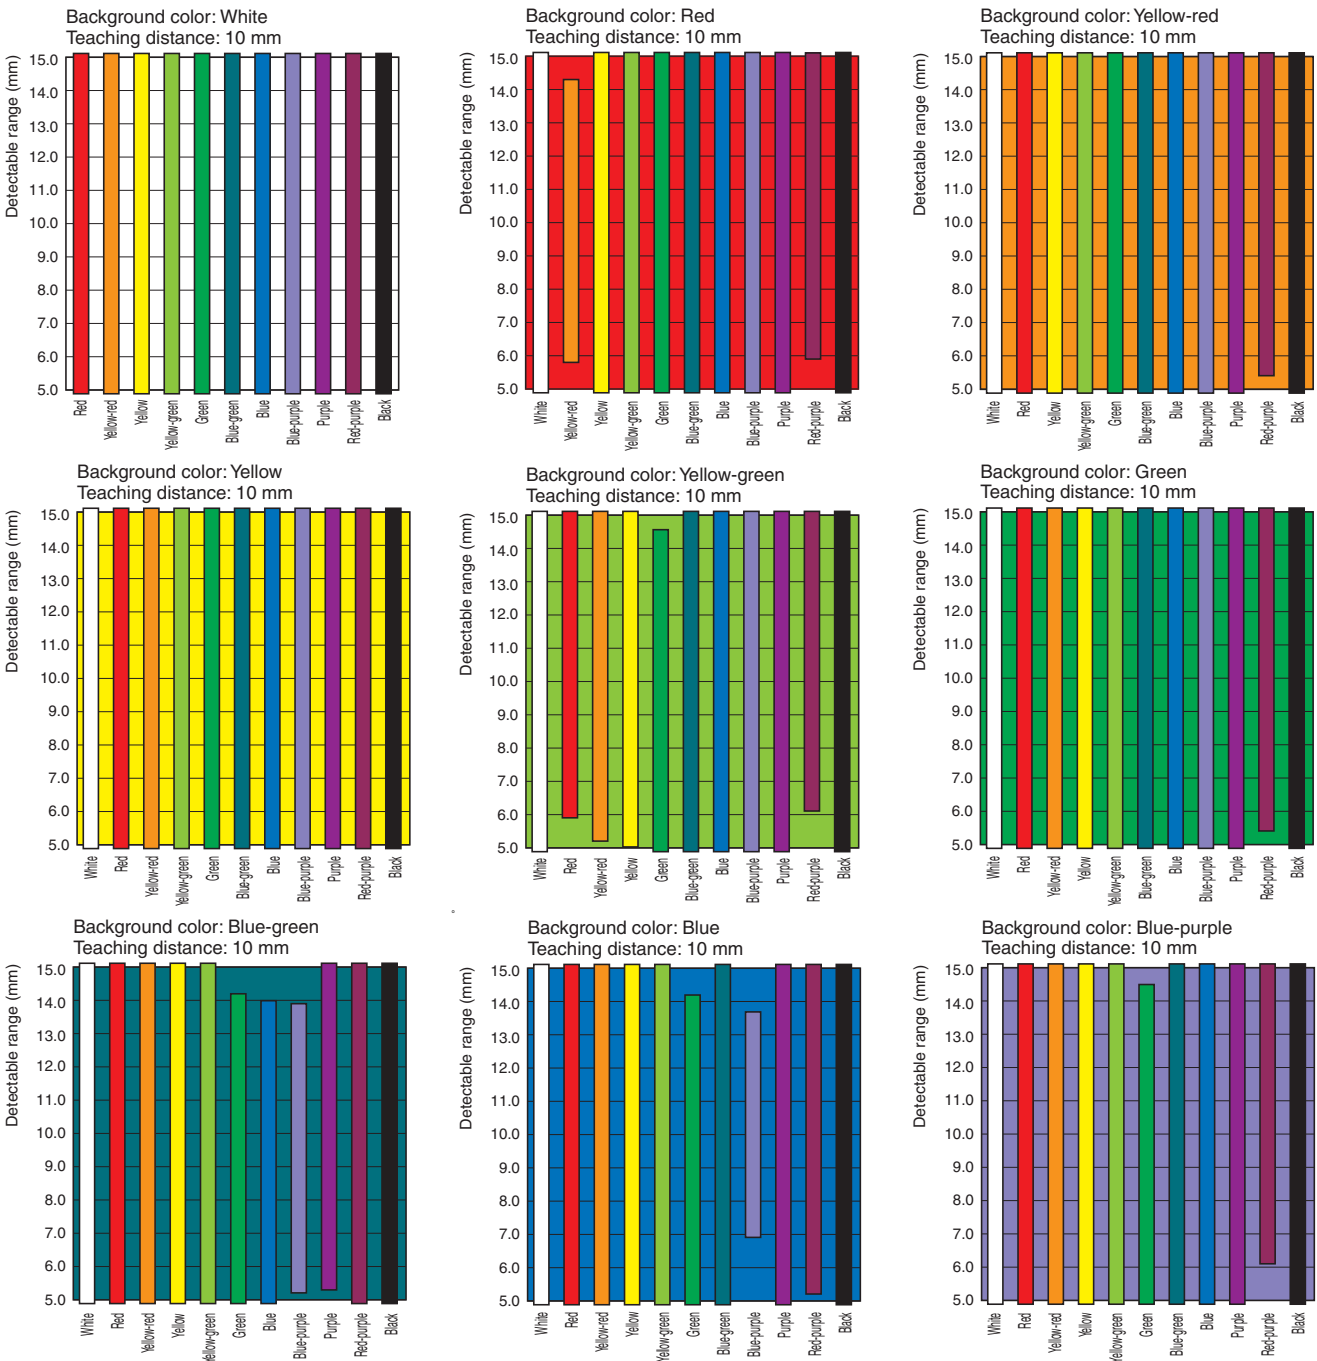 Background color: White
Teaching distance: 10 mm
Detectable range (mm)
15.0
14.0
13.0
12.0
11.0
10.0
9.0
8.0
7.0
6.0
5.0
Red
Yellow-red
Yellow
Yellow-green
Green
Blue-green
Blue
Blue-purple
Purple
Red-purple
Black
Background color: Red
Teaching distance: 10 mm
Detectable range (mm)
15.0
14.0
13.0
12.0
11.0
10.0
9.0
8.0
7.0
6.0
5.0
White
Yellow-red
Yellow
Yellow-green
Green
Blue-green
Blue
Blue-purple
Purple
Red-purple
Black
Background color: Yellow-red
Teaching distance: 10 mm
Detectable range (mm)
15.0
14.0
13.0
12.0
11.0
10.0
9.0
8.0
7.0
6.0
5.0
White
Red
Yellow
Yellow-green
Green
Blue-green
Blue
Blue-purple
Purple
Red-purple
Black
Background color: Yellow
Teaching distance: 10 mm
Detectable range (mm)
15.0
14.0
13.0
12.0
11.0
10.0
9.0
8.0
7.0
6.0
5.0
White
Red
Yellow-red
Yellow-green
Green
Blue-green
Blue
Blue-purple
Purple
Red-purple
Black
Background color: Yellow-green
Teaching distance: 10 mm
Detectable range (mm)
15.0
14.0
13.0
12.0
11.0
10.0
9.0
8.0
7.0
6.0
5.0
White
Red
Yellow-red
Yellow
Green
Blue-green
Blue
Blue-purple
Purple
Red-purple
Black
Background color: Green
Teaching distance: 10 mm
Detectable range (mm)
15.0
14.0
13.0
12.0
11.0
10.0
9.0
8.0
7.0
6.0
5.0
White
Red
Yellow-red
Yellow
Yellow-green
Blue-green
Blue
Blue-purple
Purple
Red-purple
Black
Background color: Blue-green
Teaching distance: 10 mm
Detectable range (mm)
15.0
14.0
13.0
12.0
11.0
10.0
9.0
8.0
7.0
6.0
5.0
White
Red
Yellow-red
Yellow
Yellow-green
Green
Blue
Blue-purple
Purple
Red-purple
Black
Background color: Blue
Teaching distance: 10 mm
Detectable range (mm)
15.0
14.0
13.0
12.0
11.0
10.0
9.0
8.0
7.0
6.0
5.0
White
Red
Yellow-red
Yellow
Yellow-green
Green
Blue-green
Blue-purple
Purple
Red-purple
Black
Background color: Blue-purple
Teaching distance: 10 mm
Detectable range (mm)
15.0
14.0
13.0
12.0
11.0
10.0
9.0
8.0
7.0
6.0
5.0
White
Red
Yellow-red
Yellow
Yellow-green
Green
Blue-green
Blue
Purple
Red-purple
Black